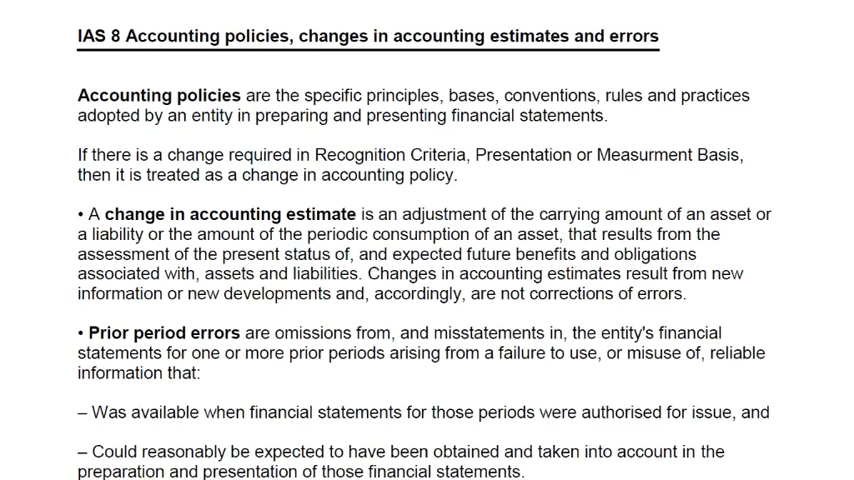 IAS 8 Accounting policies, changes in accounting estimates and errors
Accounting policies are the specific principles, bases, conventions, rules and practices
adopted by an entity in preparing and presenting financial statements.
If there is a change required in Recognition Criteria, Presentation or Measurment Basis,
then it is treated as a change in accounting policy.
• A change in accounting estimate is an adjustment of the carrying amount of an asset or
a liability or the amount of the periodic consumption of an asset, that results from the
assessment of the present status of, and expected future benefits and obligations
associated with, assets and liabilities. Changes in accounting estimates result from new
information or new developments and, accordingly, are not corrections of errors.
• Prior period errors are omissions from, and misstatements in, the entity's financial
statements for one or more prior periods arising from a failure to use, or misuse of, reliable
information that:
– Was available when financial statements for those periods were authorised for issue, and
– Could reasonably be expected to have been obtained and taken into account in the
preparation and presentation of those financial statements.